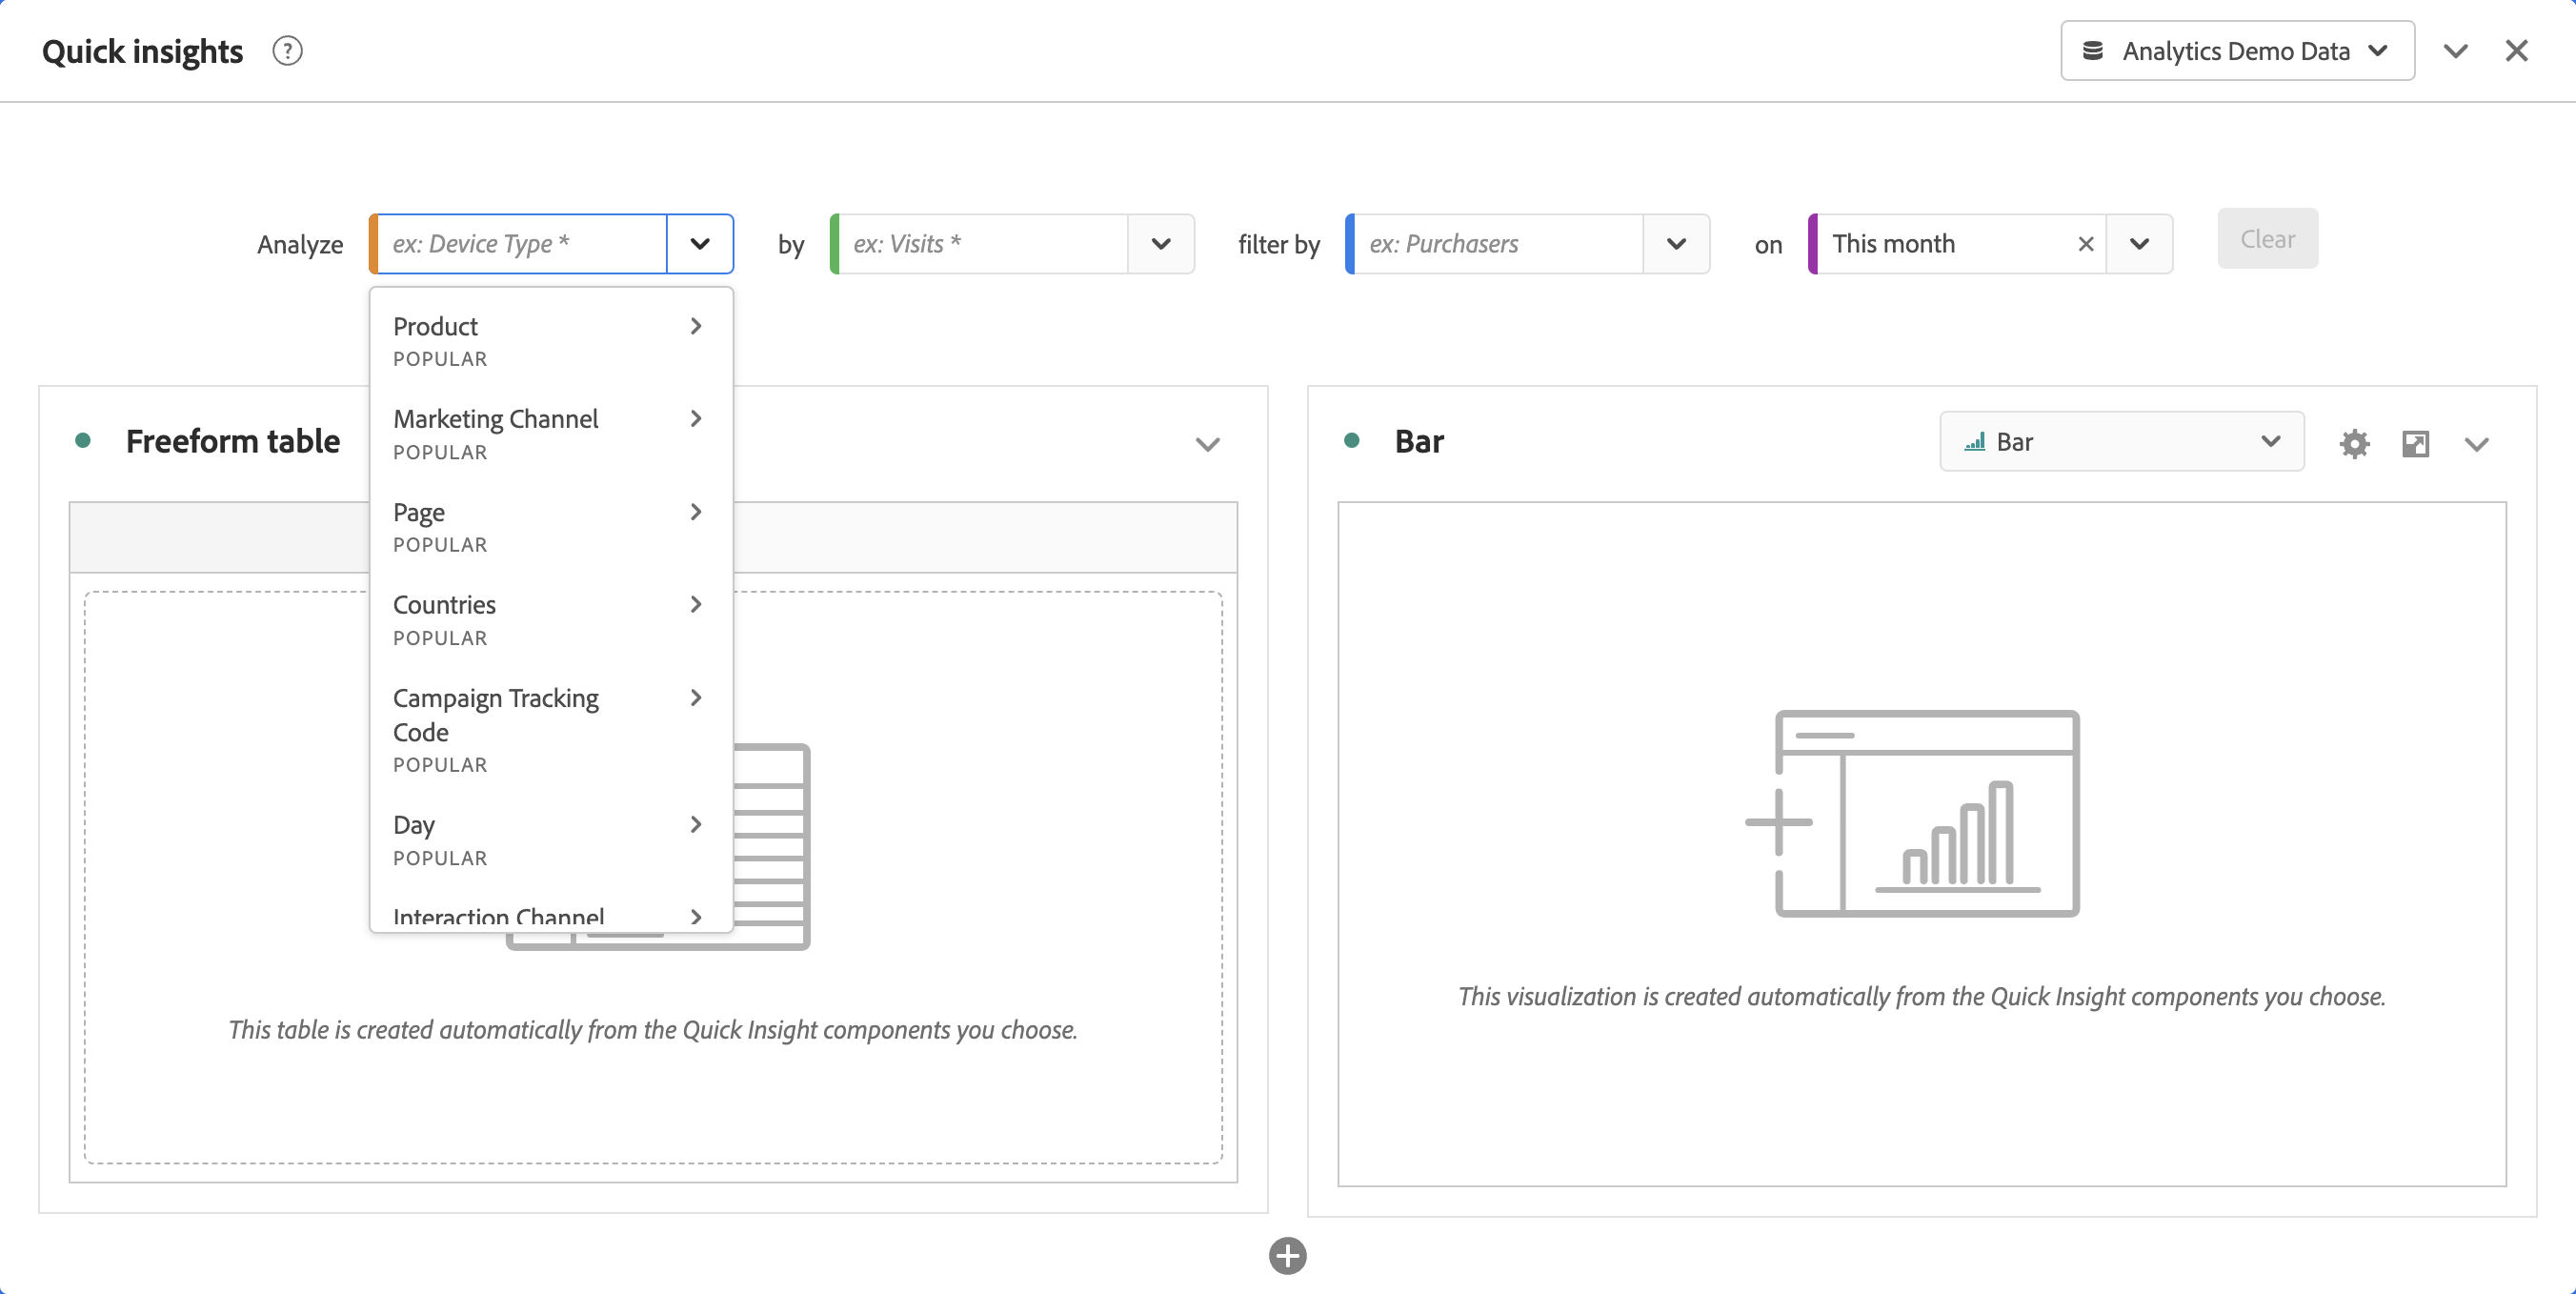 Quick insights
?
Analytics Demo Data
Analyze
ex: Device Type *
by
ex: Visits *
filter by
ex: Purchasers
on
This month
Clear
Product
POPULAR
Marketing Channel
POPULAR
Page
POPULAR
Countries
POPULAR
Campaign Tracking
Code
POPULAR
Day
POPULAR
Interaction Channel
Freeform table
This table is created automatically from the Quick Insight components you choose.
Bar
Bar
This visualization is created automatically from the Quick Insight components you choose.